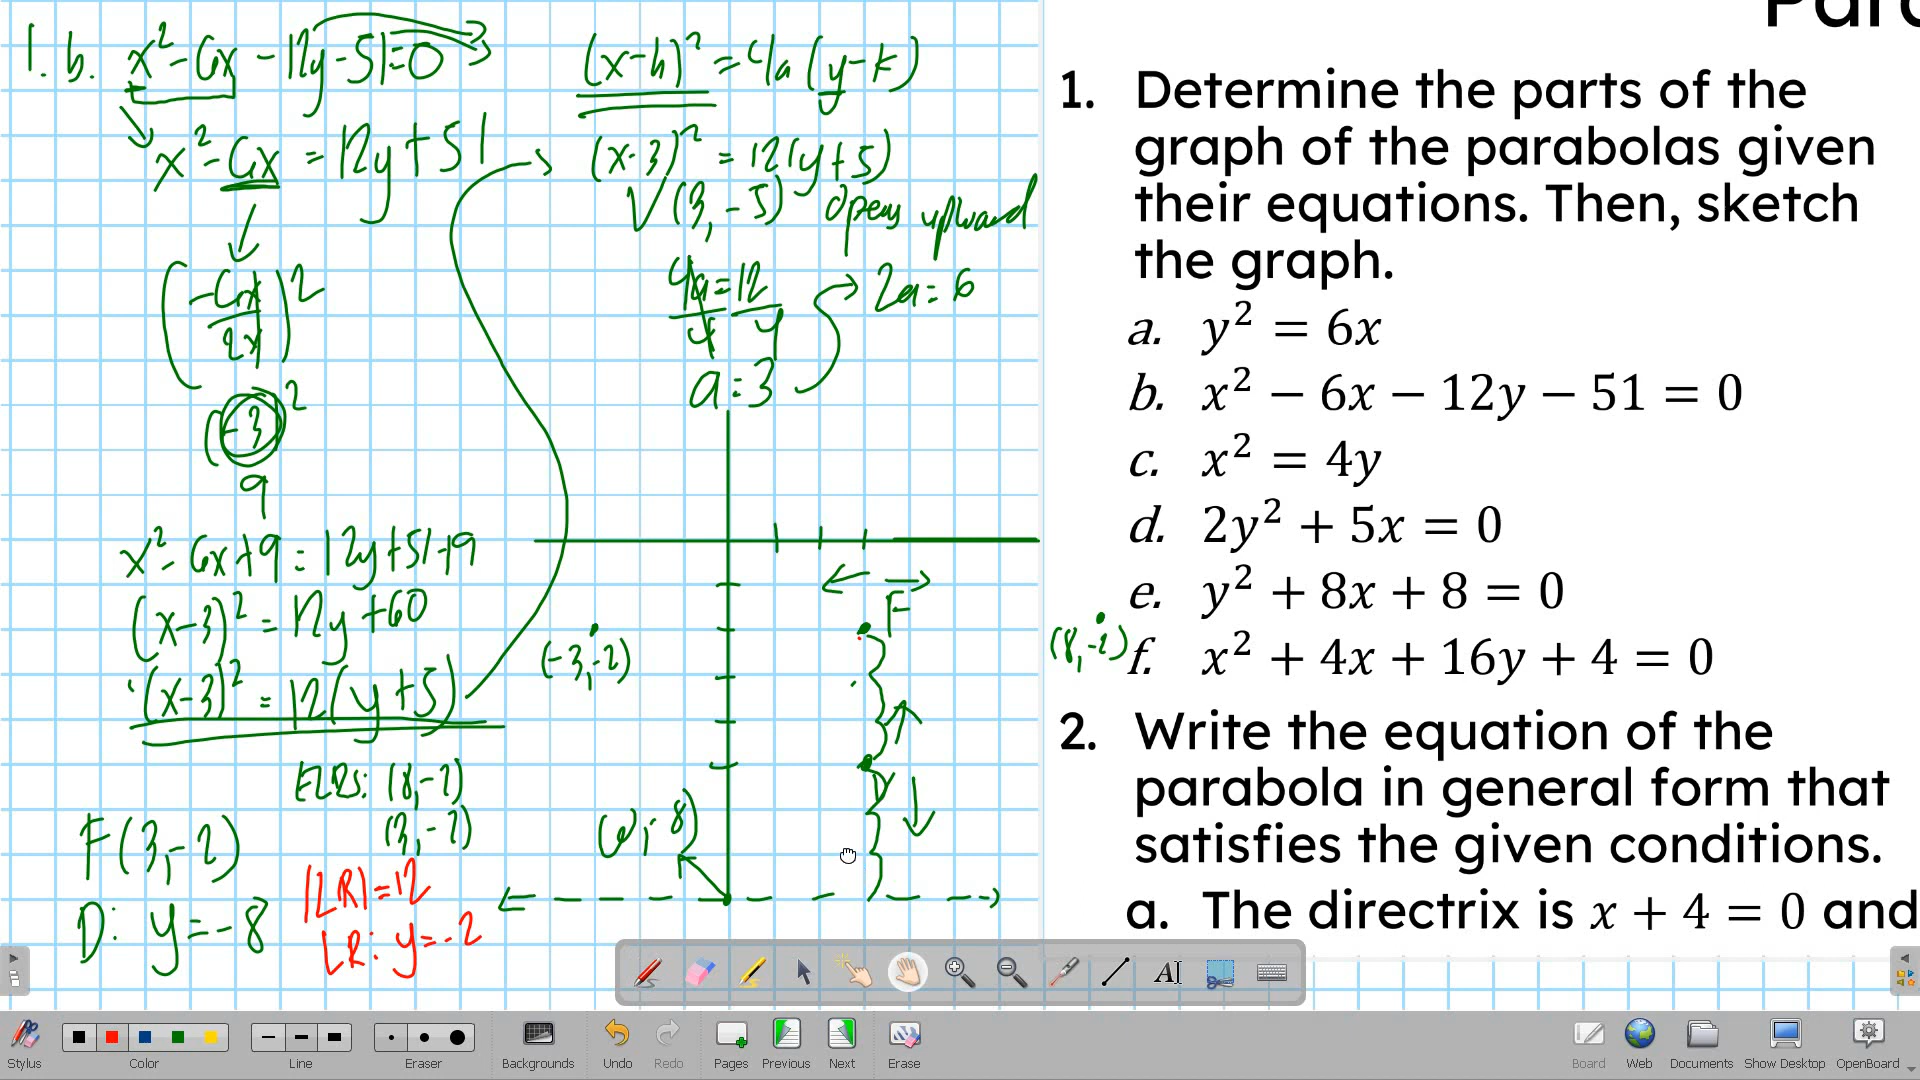 1. b. x² - 6x - 12y - 51 = 0
x² - 6x = 12y + 51
(-6x/2x)²
(-3)²
9
x² - 6x + 9 = 12y + 51 + 9
(x-3)² = 12y + 60
(x-3)² = 12(y+5)
ELRs: (8,-2)
(3,-2)
F(3,-2)
D: y = -8
|LR| = 12
LR: y = -2
(x-h)² = 4a(y-k)
(x-3)² = 12(y+5)
V(3,-5) opens upward
4a/4 = 12/4
2a = 6
a = 3
F
(-3,-2)
(8,-2)
V
(0,-8)
Para
1. Determine the parts of the
graph of the parabolas given
their equations. Then, sketch
the graph.
a. y² = 6x
b. x² − 6x − 12y − 51 = 0
c. x² = 4y
d. 2y² + 5x = 0
e. y² + 8x + 8 = 0
f. x² + 4x + 16y + 4 = 0
2. Write the equation of the
parabola in general form that
satisfies the given conditions.
a. The directrix is x + 4 = 0 and
Stylus
Color
Line
Eraser
Backgrounds
Undo
Redo
Pages
Previous
Next
Erase
Board
Web
Documents
Show Desktop
OpenBoard